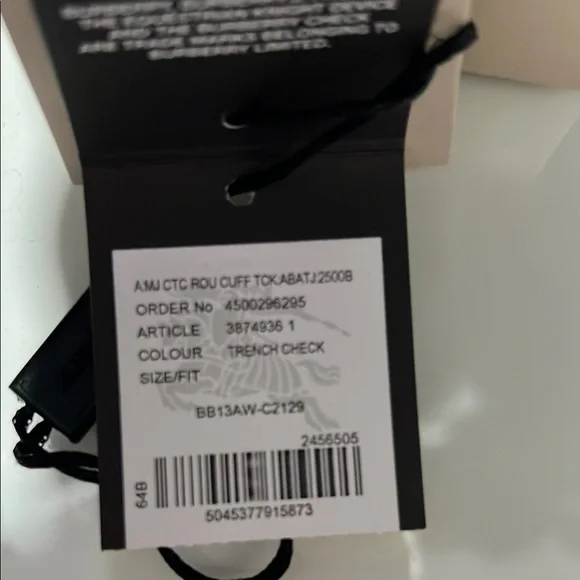 THE EQUESTRIAN KNIGHT DEVICE
AND THE BURBERRY CHECK
ARE TRADE MARKS BELONGING TO
BURBERRY LIMITED.
A.MJ CTC ROU CUFF TCK:ABATJ:2500B
ORDER No 4500296295
ARTICLE 3874936 1
COLOUR TRENCH CHECK
SIZE/FIT
BB13AW-C2129
2456505
64B
5045377915873